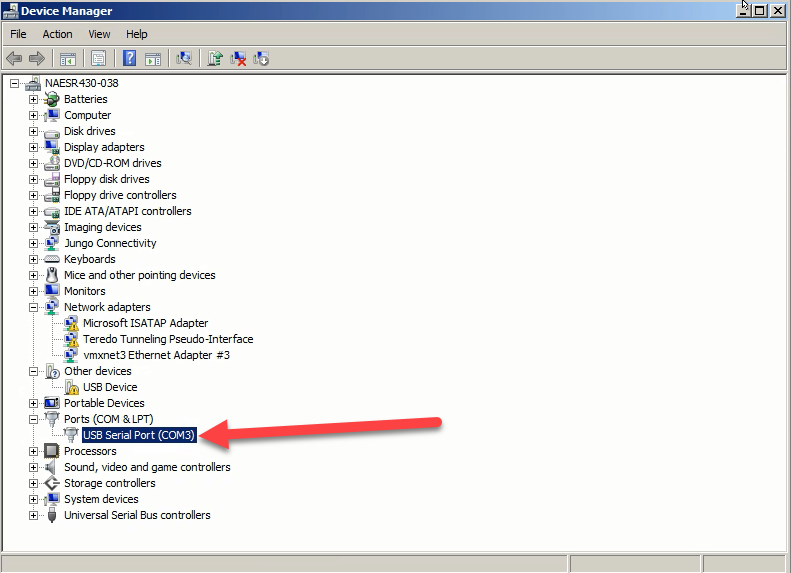 Device Manager
File Action View Help
NAESR430-038
Batteries
Computer
Disk drives
Display adapters
DVD/CD-ROM drives
Floppy disk drives
Floppy drive controllers
IDE ATA/ATAPI controllers
Imaging devices
Jungo Connectivity
Keyboards
Mice and other pointing devices
Monitors
Network adapters
Microsoft ISATAP Adapter
Teredo Tunneling Pseudo-Interface
vmxnet3 Ethernet Adapter #3
Other devices
USB Device
Portable Devices
Ports (COM & LPT)
USB Serial Port (COM3)
Processors
Sound, video and game controllers
Storage controllers
System devices
Universal Serial Bus controllers